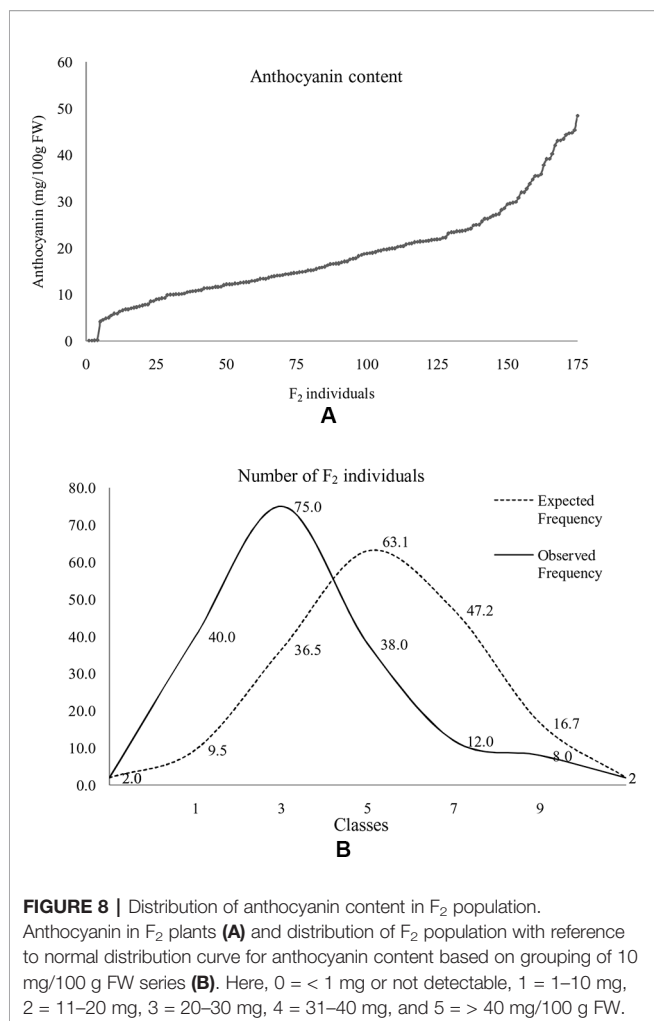 Anthocyanin content
60
50
40
30
20
10
0
Anthocyanin (mg/100g FW)
0 25 50 75 100 125 150 175
F₂ individuals
A
Number of F₂ individuals
80.0
70.0
60.0
50.0
40.0
30.0
20.0
10.0
0.0
Expected
Frequency
Observed
Frequency
75.0
63.1
47.2
40.0
36.5
38.0
16.7
9.5
12.0
8.0
2.0
2
1 3 5 7 9
Classes
B
FIGURE 8 | Distribution of anthocyanin content in F₂ population.
Anthocyanin in F₂ plants (A) and distribution of F₂ population with reference
to normal distribution curve for anthocyanin content based on grouping of 10
mg/100 g FW series (B). Here, 0 = < 1 mg or not detectable, 1 = 1–10 mg,
2 = 11–20 mg, 3 = 20–30 mg, 4 = 31–40 mg, and 5 = > 40 mg/100 g FW.